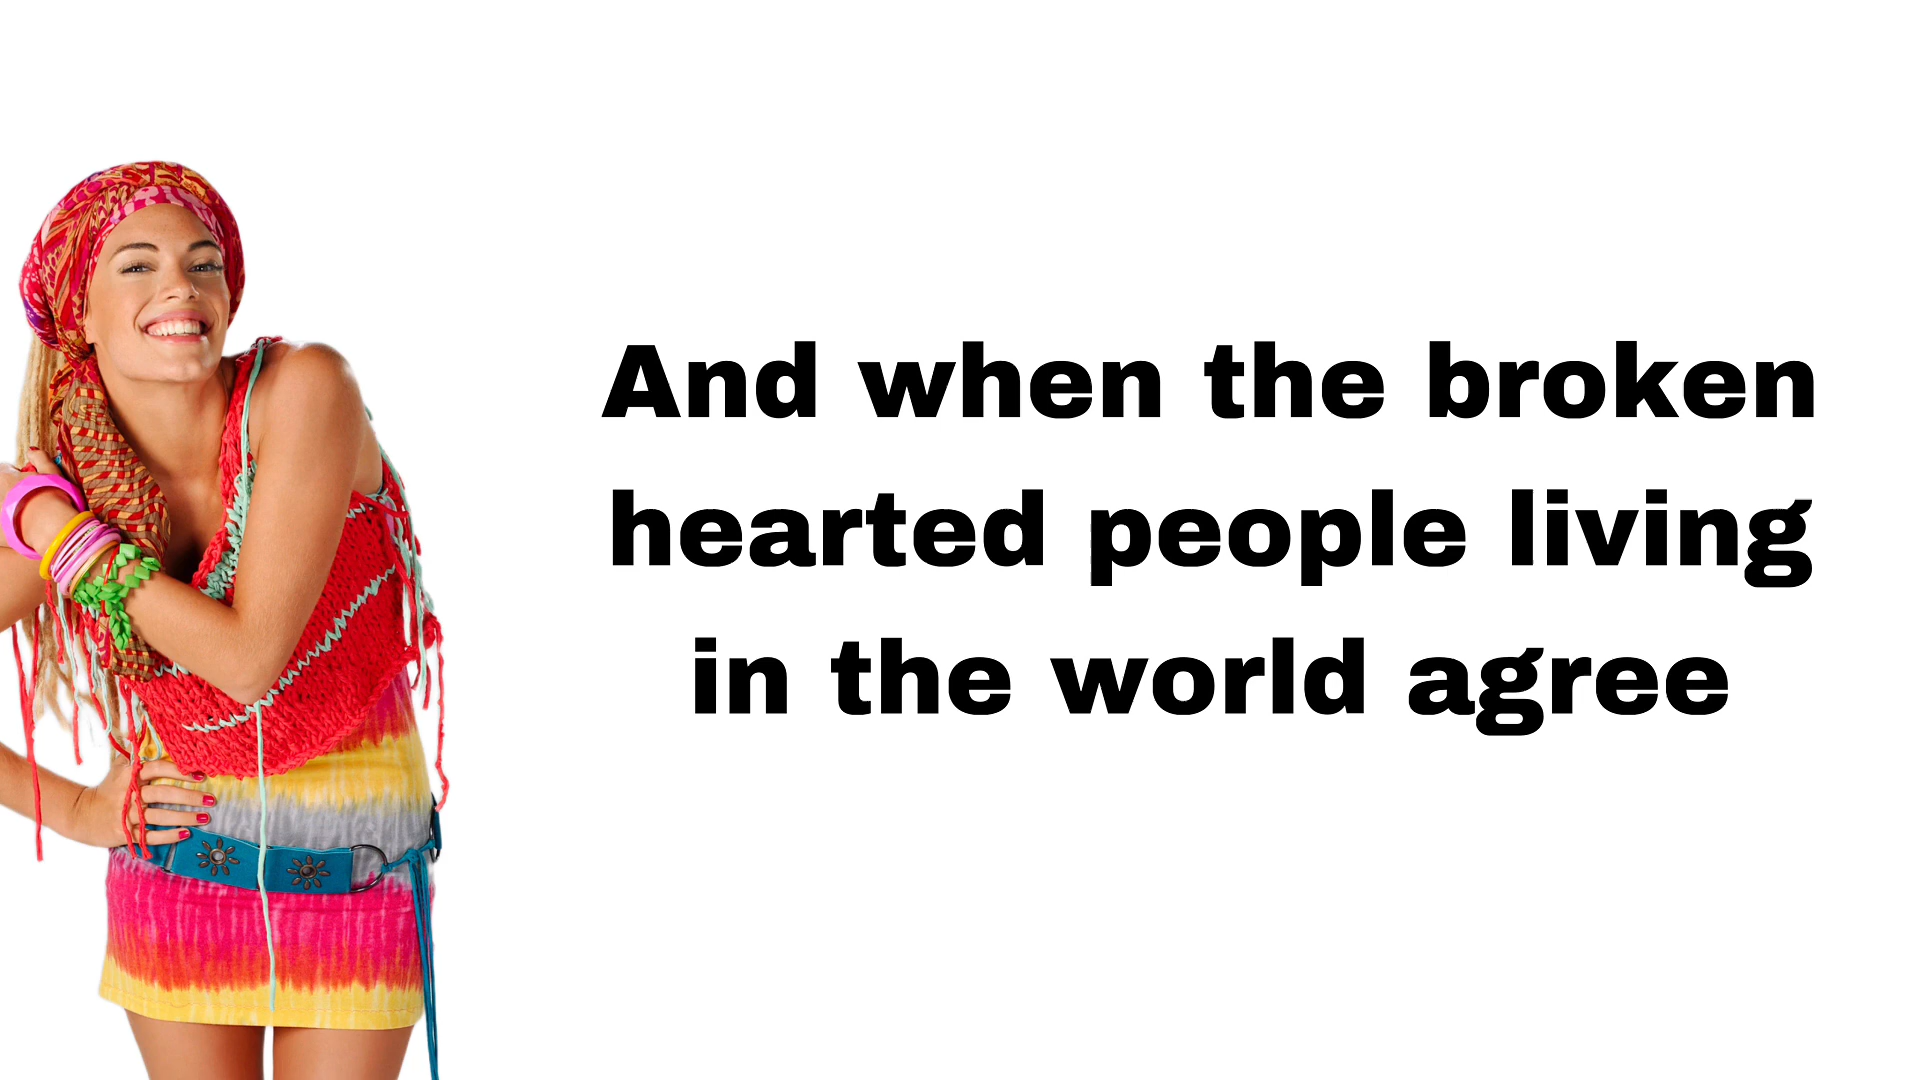 And when the broken
hearted people living
in the world agree